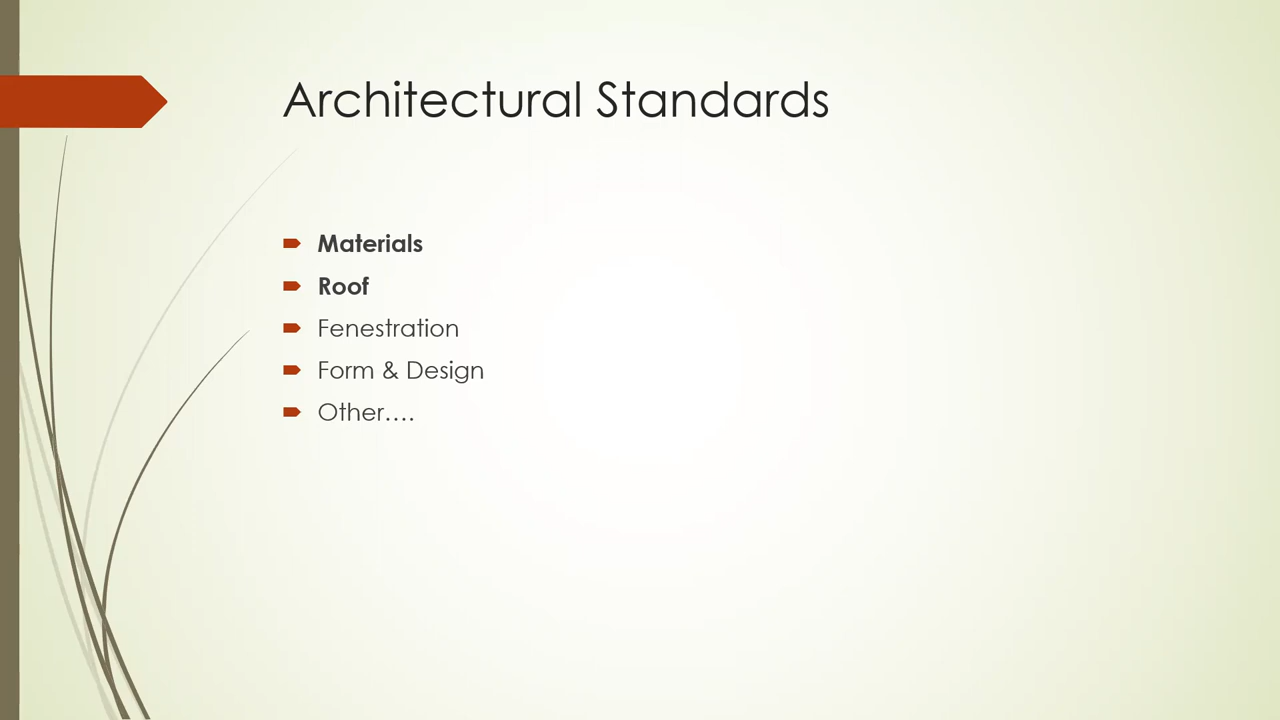 Architectural Standards
Materials
Roof
Fenestration
Form & Design
Other....